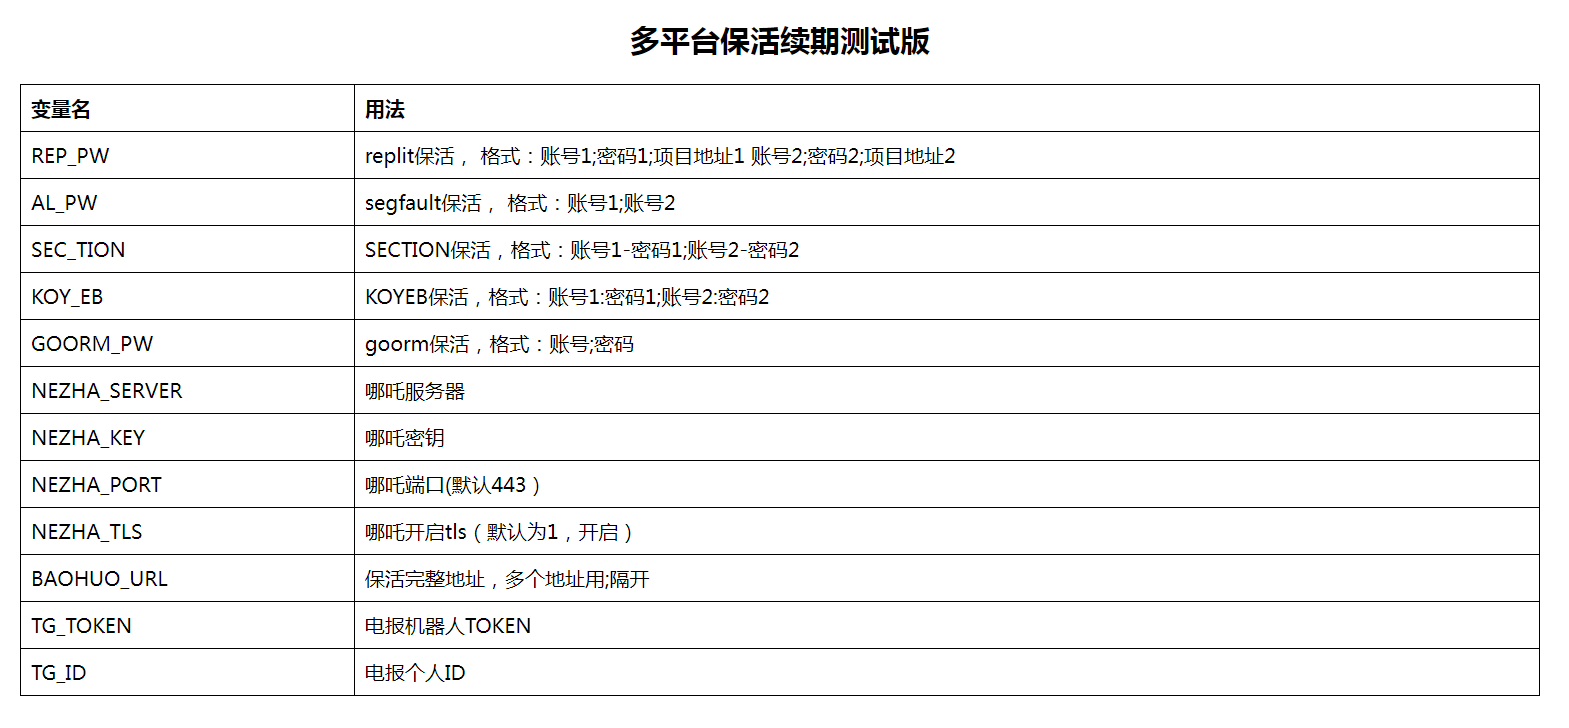 多平台保活续期测试版
变量名 用法
REP_PW replit保活， 格式：账号1;密码1;项目地址1 账号2;密码2;项目地址2
AL_PW segfault保活， 格式：账号1;账号2
SEC_TION SECTION保活，格式：账号1-密码1;账号2-密码2
KOY_EB KOYEB保活，格式：账号1:密码1;账号2:密码2
GOORM_PW goorm保活，格式：账号;密码
NEZHA_SERVER 哪吒服务器
NEZHA_KEY 哪吒密钥
NEZHA_PORT 哪吒端口(默认443）
NEZHA_TLS 哪吒开启tls（默认为1，开启）
BAOHUO_URL 保活完整地址，多个地址用;隔开
TG_TOKEN 电报机器人TOKEN
TG_ID 电报个人ID